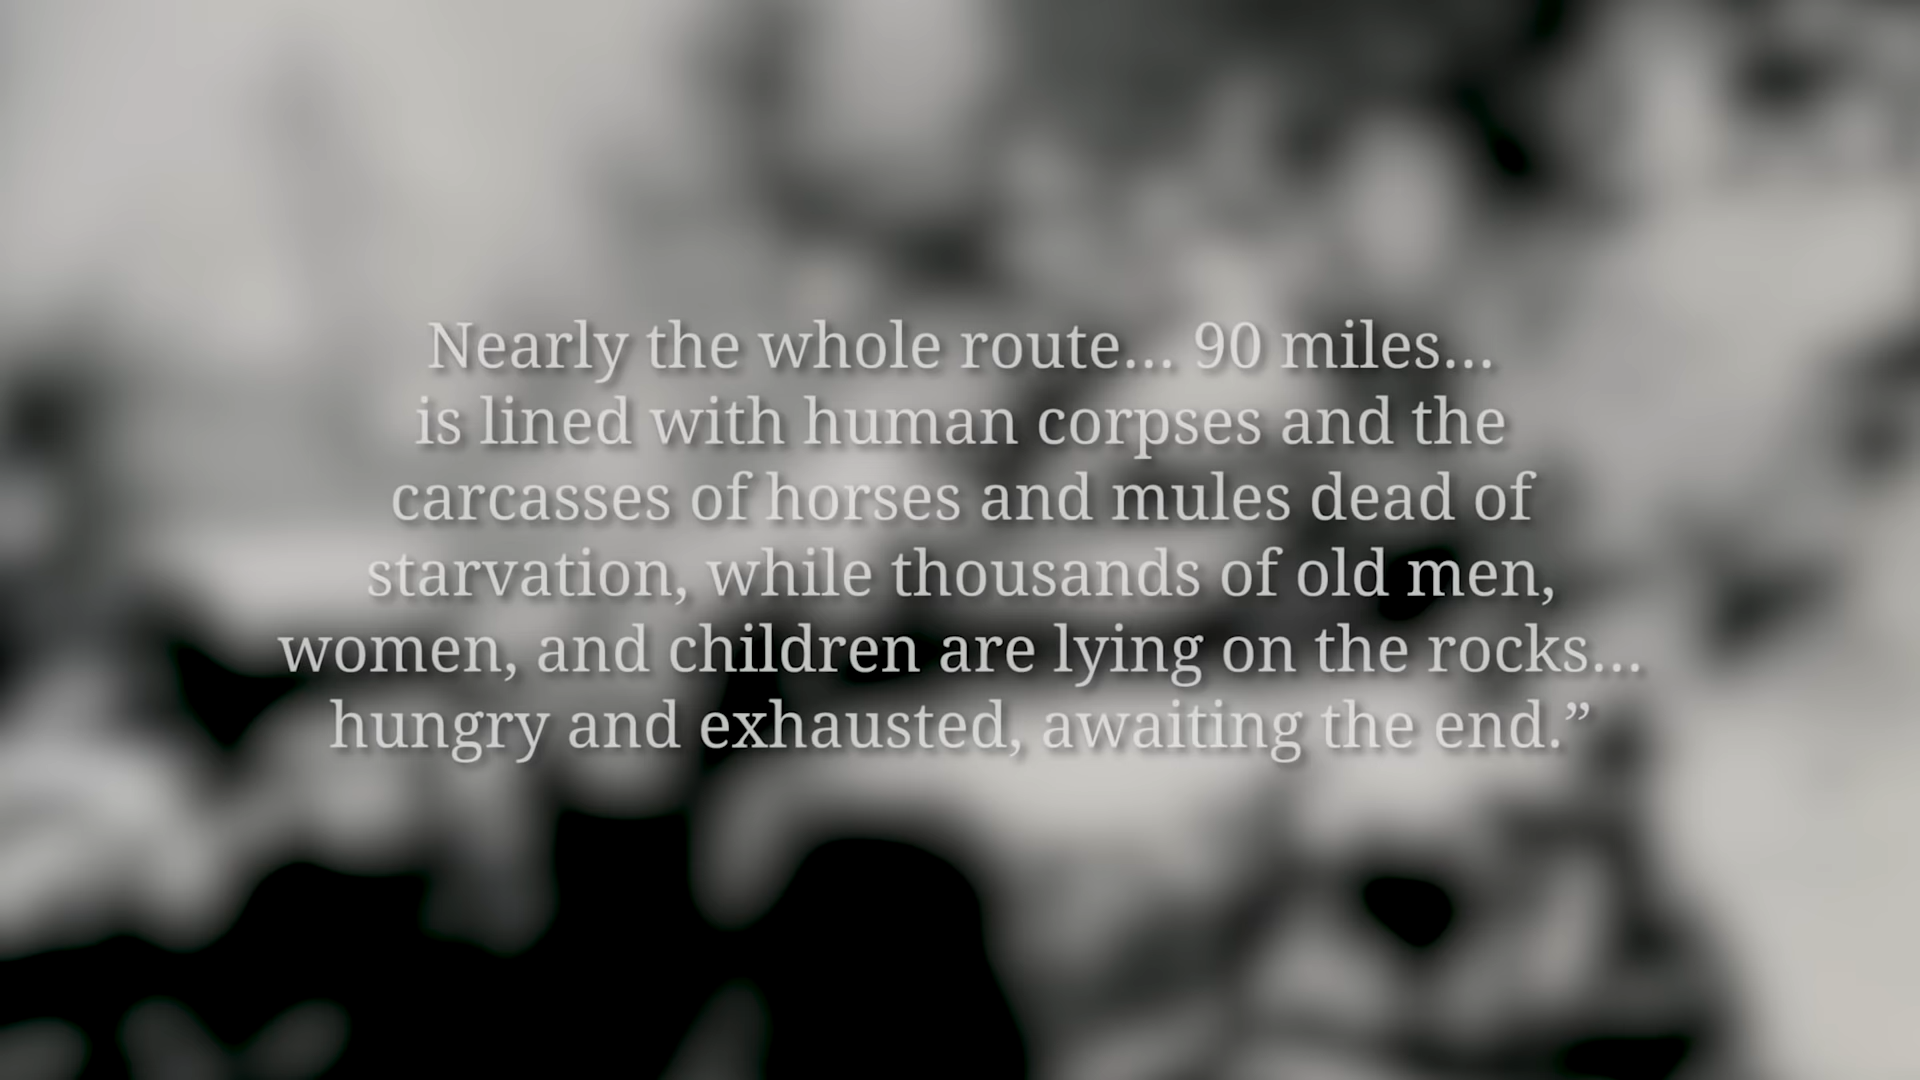 Nearly the whole route... 90 miles...
is lined with human corpses and the
carcasses of horses and mules dead of
starvation, while thousands of old men,
women, and children are lying on the rocks...
hungry and exhausted, awaiting the end.”